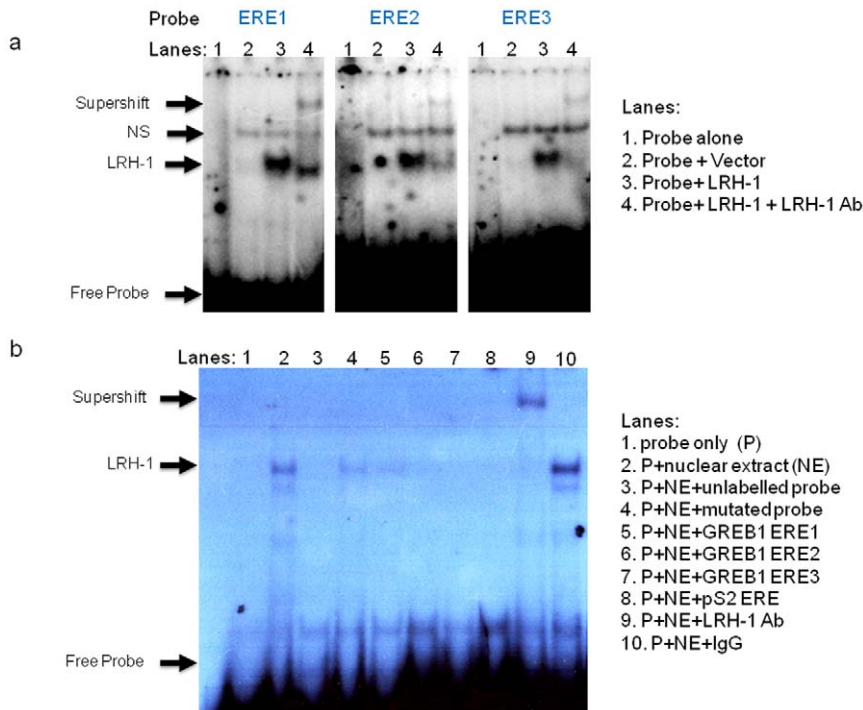 Probe ERE1 ERE2 ERE3
a
Lanes: 1 2 3 4 1 2 3 4 1 2 3 4
Supershift
NS
LRH-1
Free Probe
Lanes:
1. Probe alone
2. Probe + Vector
3. Probe+ LRH-1
4. Probe+ LRH-1 + LRH-1 Ab
b
Lanes: 1 2 3 4 5 6 7 8 9 10
Supershift
LRH-1
Free Probe
Lanes:
1. probe only (P)
2. P+nuclear extract (NE)
3. P+NE+unlabelled probe
4. P+NE+mutated probe
5. P+NE+GREB1 ERE1
6. P+NE+GREB1 ERE2
7. P+NE+GREB1 ERE3
8. P+NE+pS2 ERE
9. P+NE+LRH-1 Ab
10. P+NE+IgG